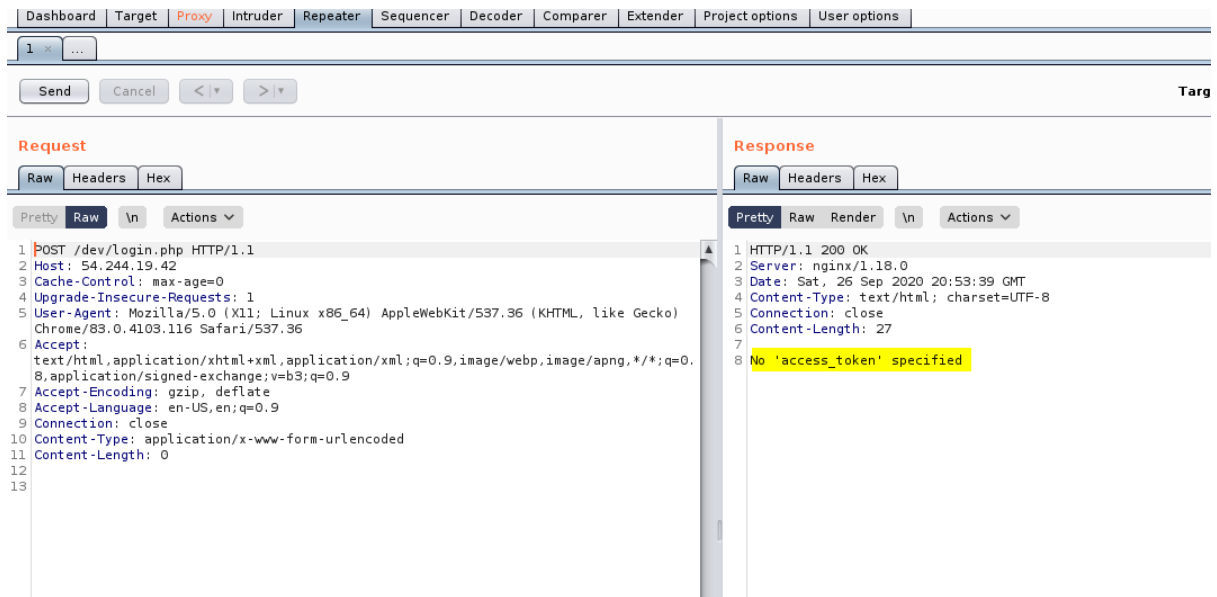 Dashboard Target Proxy Intruder Repeater Sequencer Decoder Comparer Extender Project options User options
1 × ...
Send Cancel < > Targ
Request
Raw Headers Hex
Pretty Raw \n Actions
1 POST /dev/login.php HTTP/1.1
2 Host: 54.244.19.42
3 Cache-Control: max-age=0
4 Upgrade-Insecure-Requests: 1
5 User-Agent: Mozilla/5.0 (X11; Linux x86_64) AppleWebKit/537.36 (KHTML, like Gecko)
Chrome/83.0.4103.116 Safari/537.36
6 Accept:
text/html,application/xhtml+xml,application/xml;q=0.9,image/webp,image/apng,*/*;q=0.
8,application/signed-exchange;v=b3;q=0.9
7 Accept-Encoding: gzip, deflate
8 Accept-Language: en-US,en;q=0.9
9 Connection: close
10 Content-Type: application/x-www-form-urlencoded
11 Content-Length: 0
12
13
Response
Raw Headers Hex
Pretty Raw Render \n Actions
1 HTTP/1.1 200 OK
2 Server: nginx/1.18.0
3 Date: Sat, 26 Sep 2020 20:53:39 GMT
4 Content-Type: text/html; charset=UTF-8
5 Connection: close
6 Content-Length: 27
7
8 No 'access_token' specified